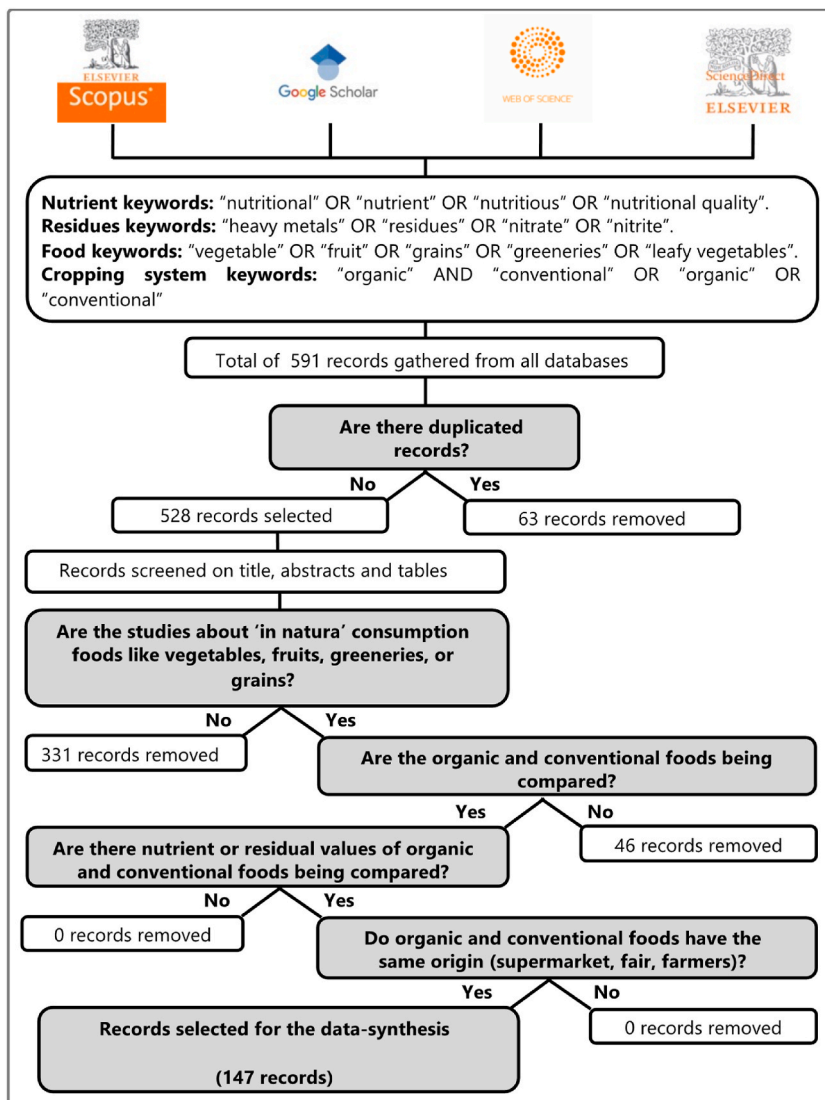 ELSEVIER
Scopus®
Google Scholar
WEB OF SCIENCE™
ScienceDirect
ELSEVIER
Nutrient keywords: “nutritional” OR “nutrient” OR “nutritious” OR “nutritional quality”.
Residues keywords: “heavy metals” OR “residues” OR “nitrate” OR “nitrite”.
Food keywords: “vegetable” OR “fruit” OR “grains” OR “greeneries” OR “leafy vegetables”.
Cropping system keywords: “organic” AND “conventional” OR “organic” OR
“conventional”
Total of 591 records gathered from all databases
Are there duplicated
records?
No
Yes
528 records selected
63 records removed
Records screened on title, abstracts and tables
Are the studies about ‘in natura’ consumption
foods like vegetables, fruits, greeneries, or
grains?
No
Yes
331 records removed
Are the organic and conventional foods being
compared?
Yes
No
Are there nutrient or residual values of organic
and conventional foods being compared?
46 records removed
No
Yes
0 records removed
Do organic and conventional foods have the
same origin (supermarket, fair, farmers)?
Yes
No
Records selected for the data-synthesis
(147 records)
0 records removed